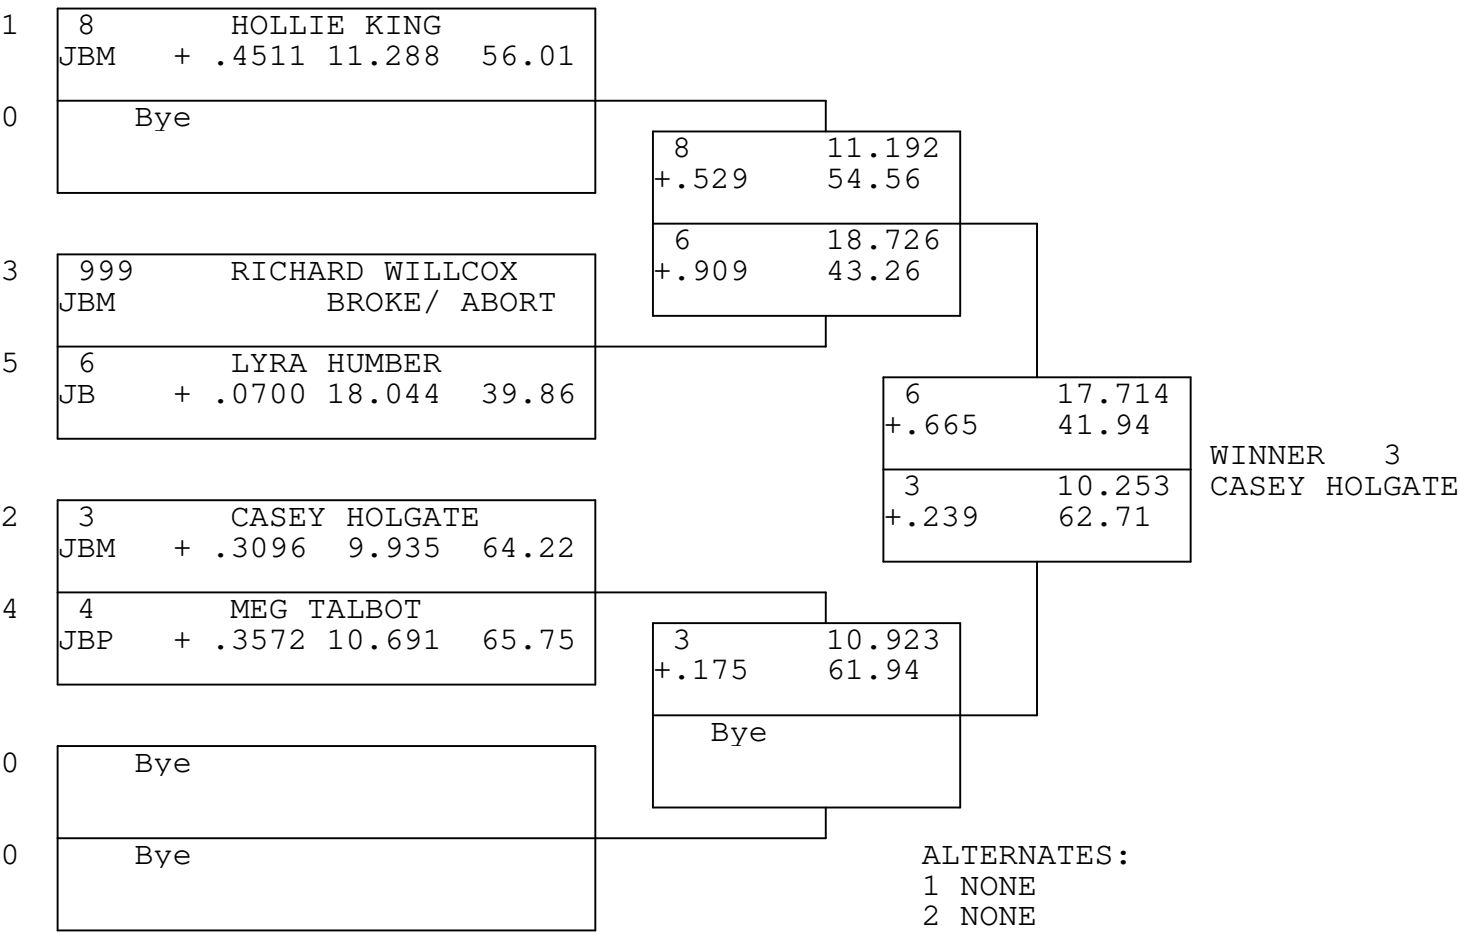 1 8 HOLLIE KING
JBM + .4511 11.288 56.01
0 Bye
8 11.192
+.529 54.56
6 18.726
+.909 43.26
3 999 RICHARD WILLCOX
JBM BROKE/ ABORT
5 6 LYRA HUMBER
JB + .0700 18.044 39.86
6 17.714
+.665 41.94
3 10.253
+.239 62.71
WINNER 3
CASEY HOLGATE
2 3 CASEY HOLGATE
JBM + .3096 9.935 64.22
4 4 MEG TALBOT
JBP + .3572 10.691 65.75
3 10.923
+.175 61.94
Bye
0 Bye
0 Bye
ALTERNATES:
1 NONE
2 NONE